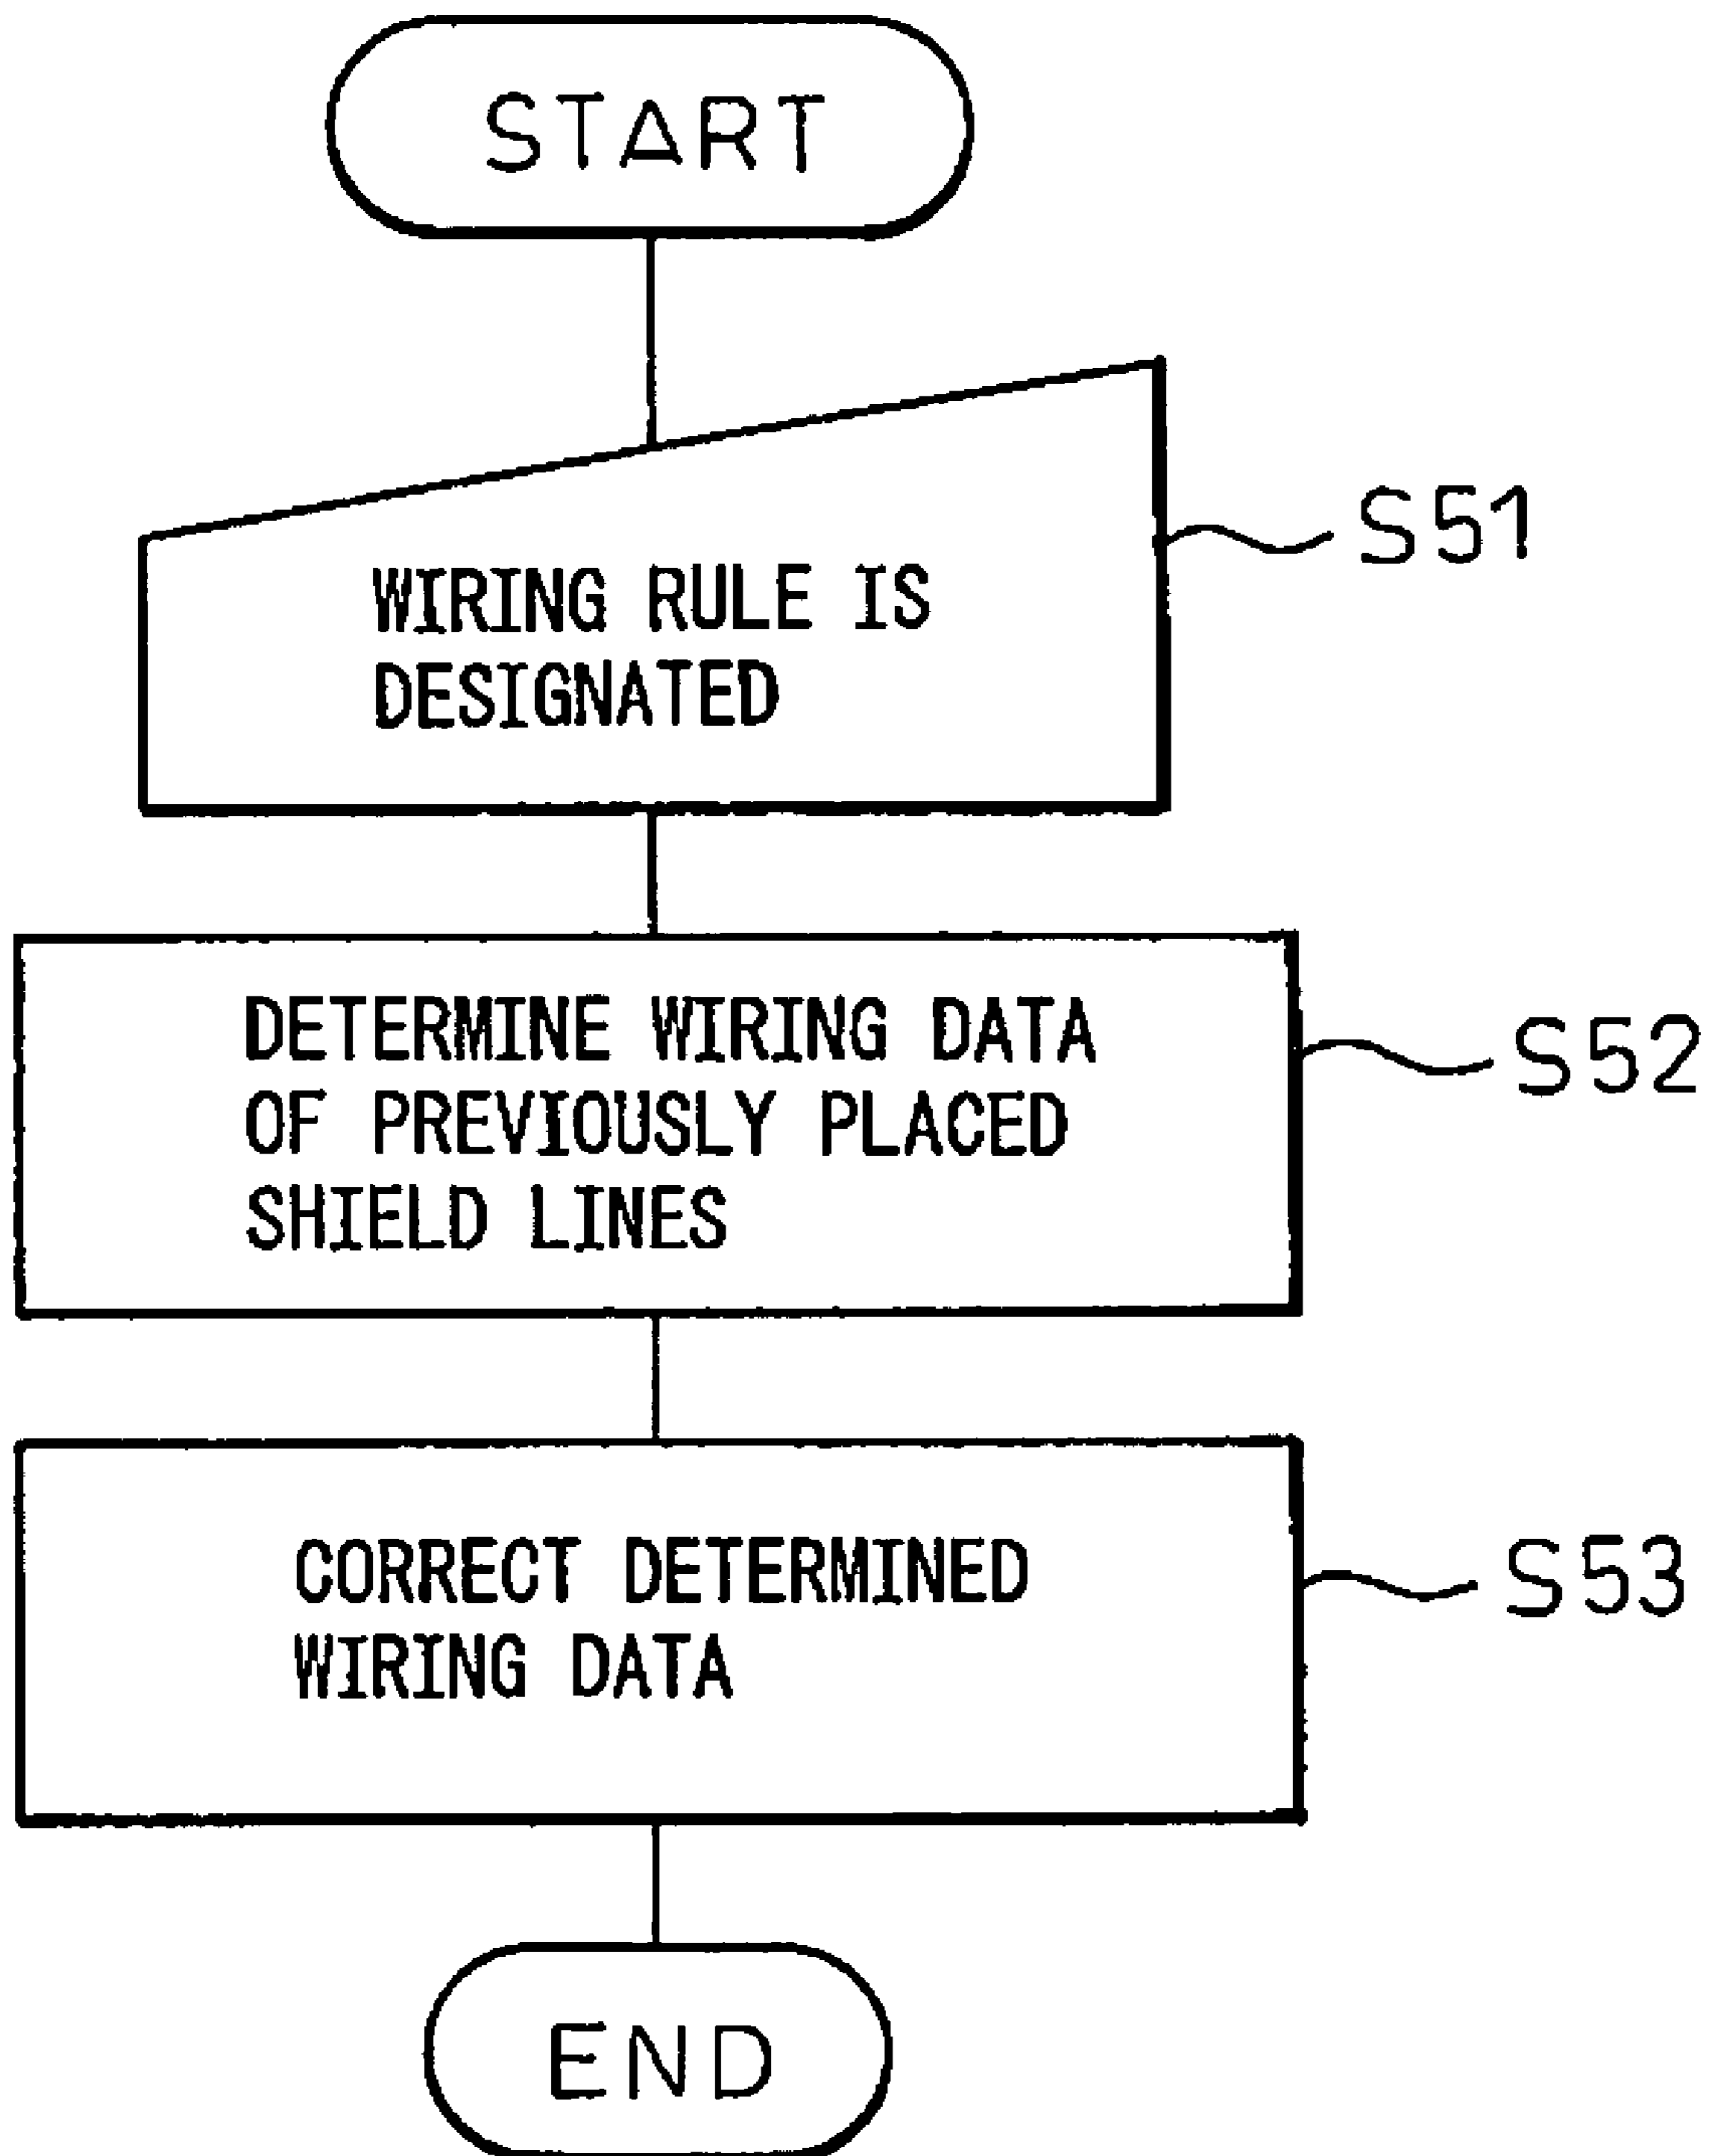 START
WIRING RULE IS
DESIGNATED
S51
DETERMINE WIRING DATA
OF PREVIOUSLY PLACED
SHIELD LINES
S52
CORRECT DETERMINED
WIRING DATA
S53
END